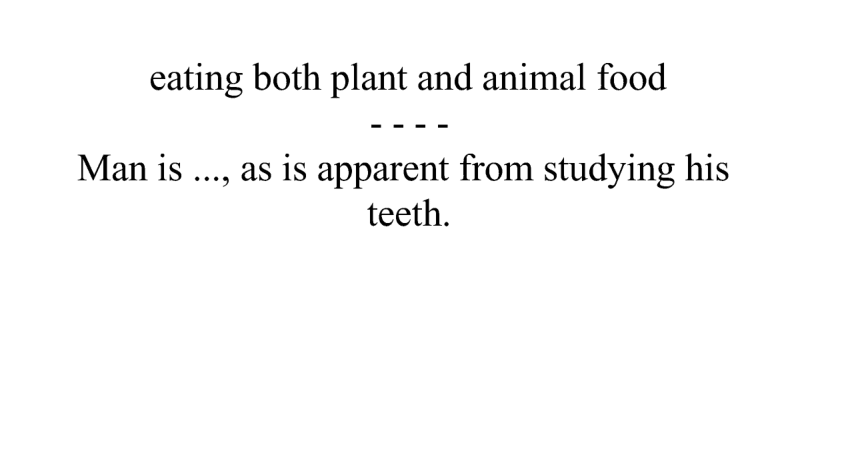 eating both plant and animal food
- - - -
Man is ..., as is apparent from studying his
teeth.